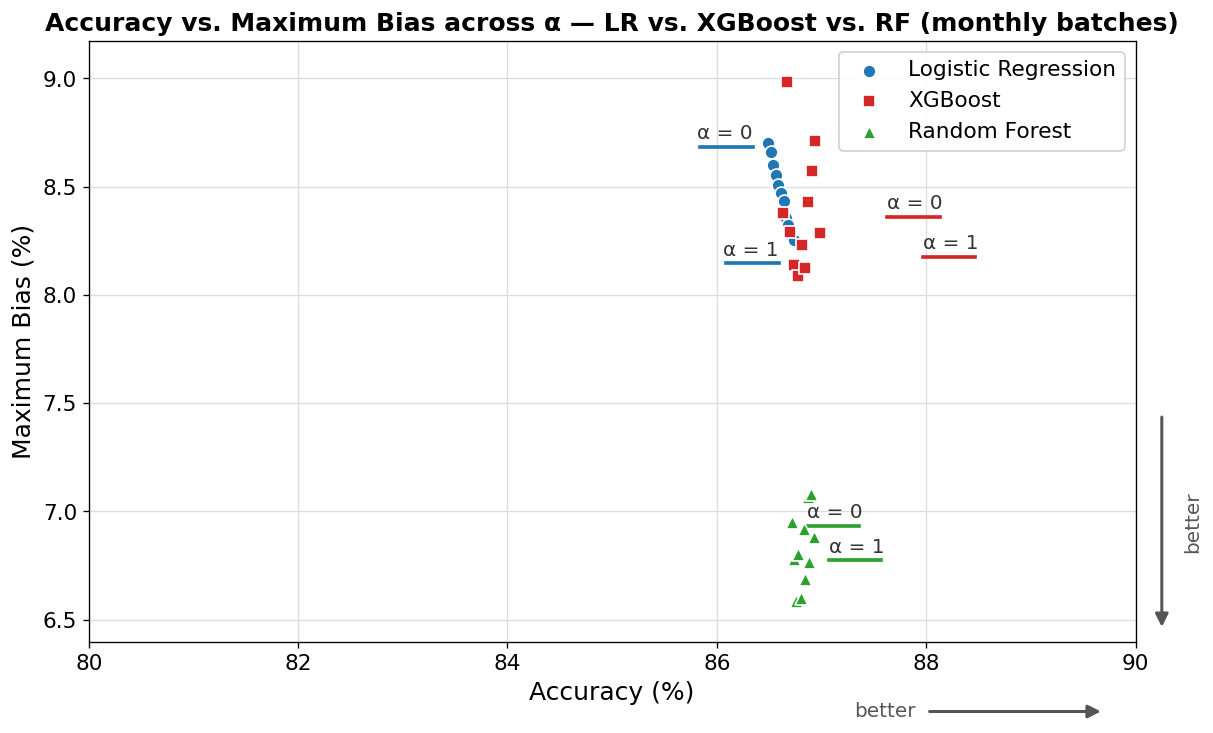 Accuracy vs. Maximum Bias across α — LR vs. XGBoost vs. RF (monthly batches)
Logistic Regression
XGBoost
Random Forest
9.0
8.5
8.0
7.5
7.0
6.5
Maximum Bias (%)
α = 0
α = 1
α = 0
α = 1
α = 0
α = 1
better
80
82
84
86
88
90
Accuracy (%)
better